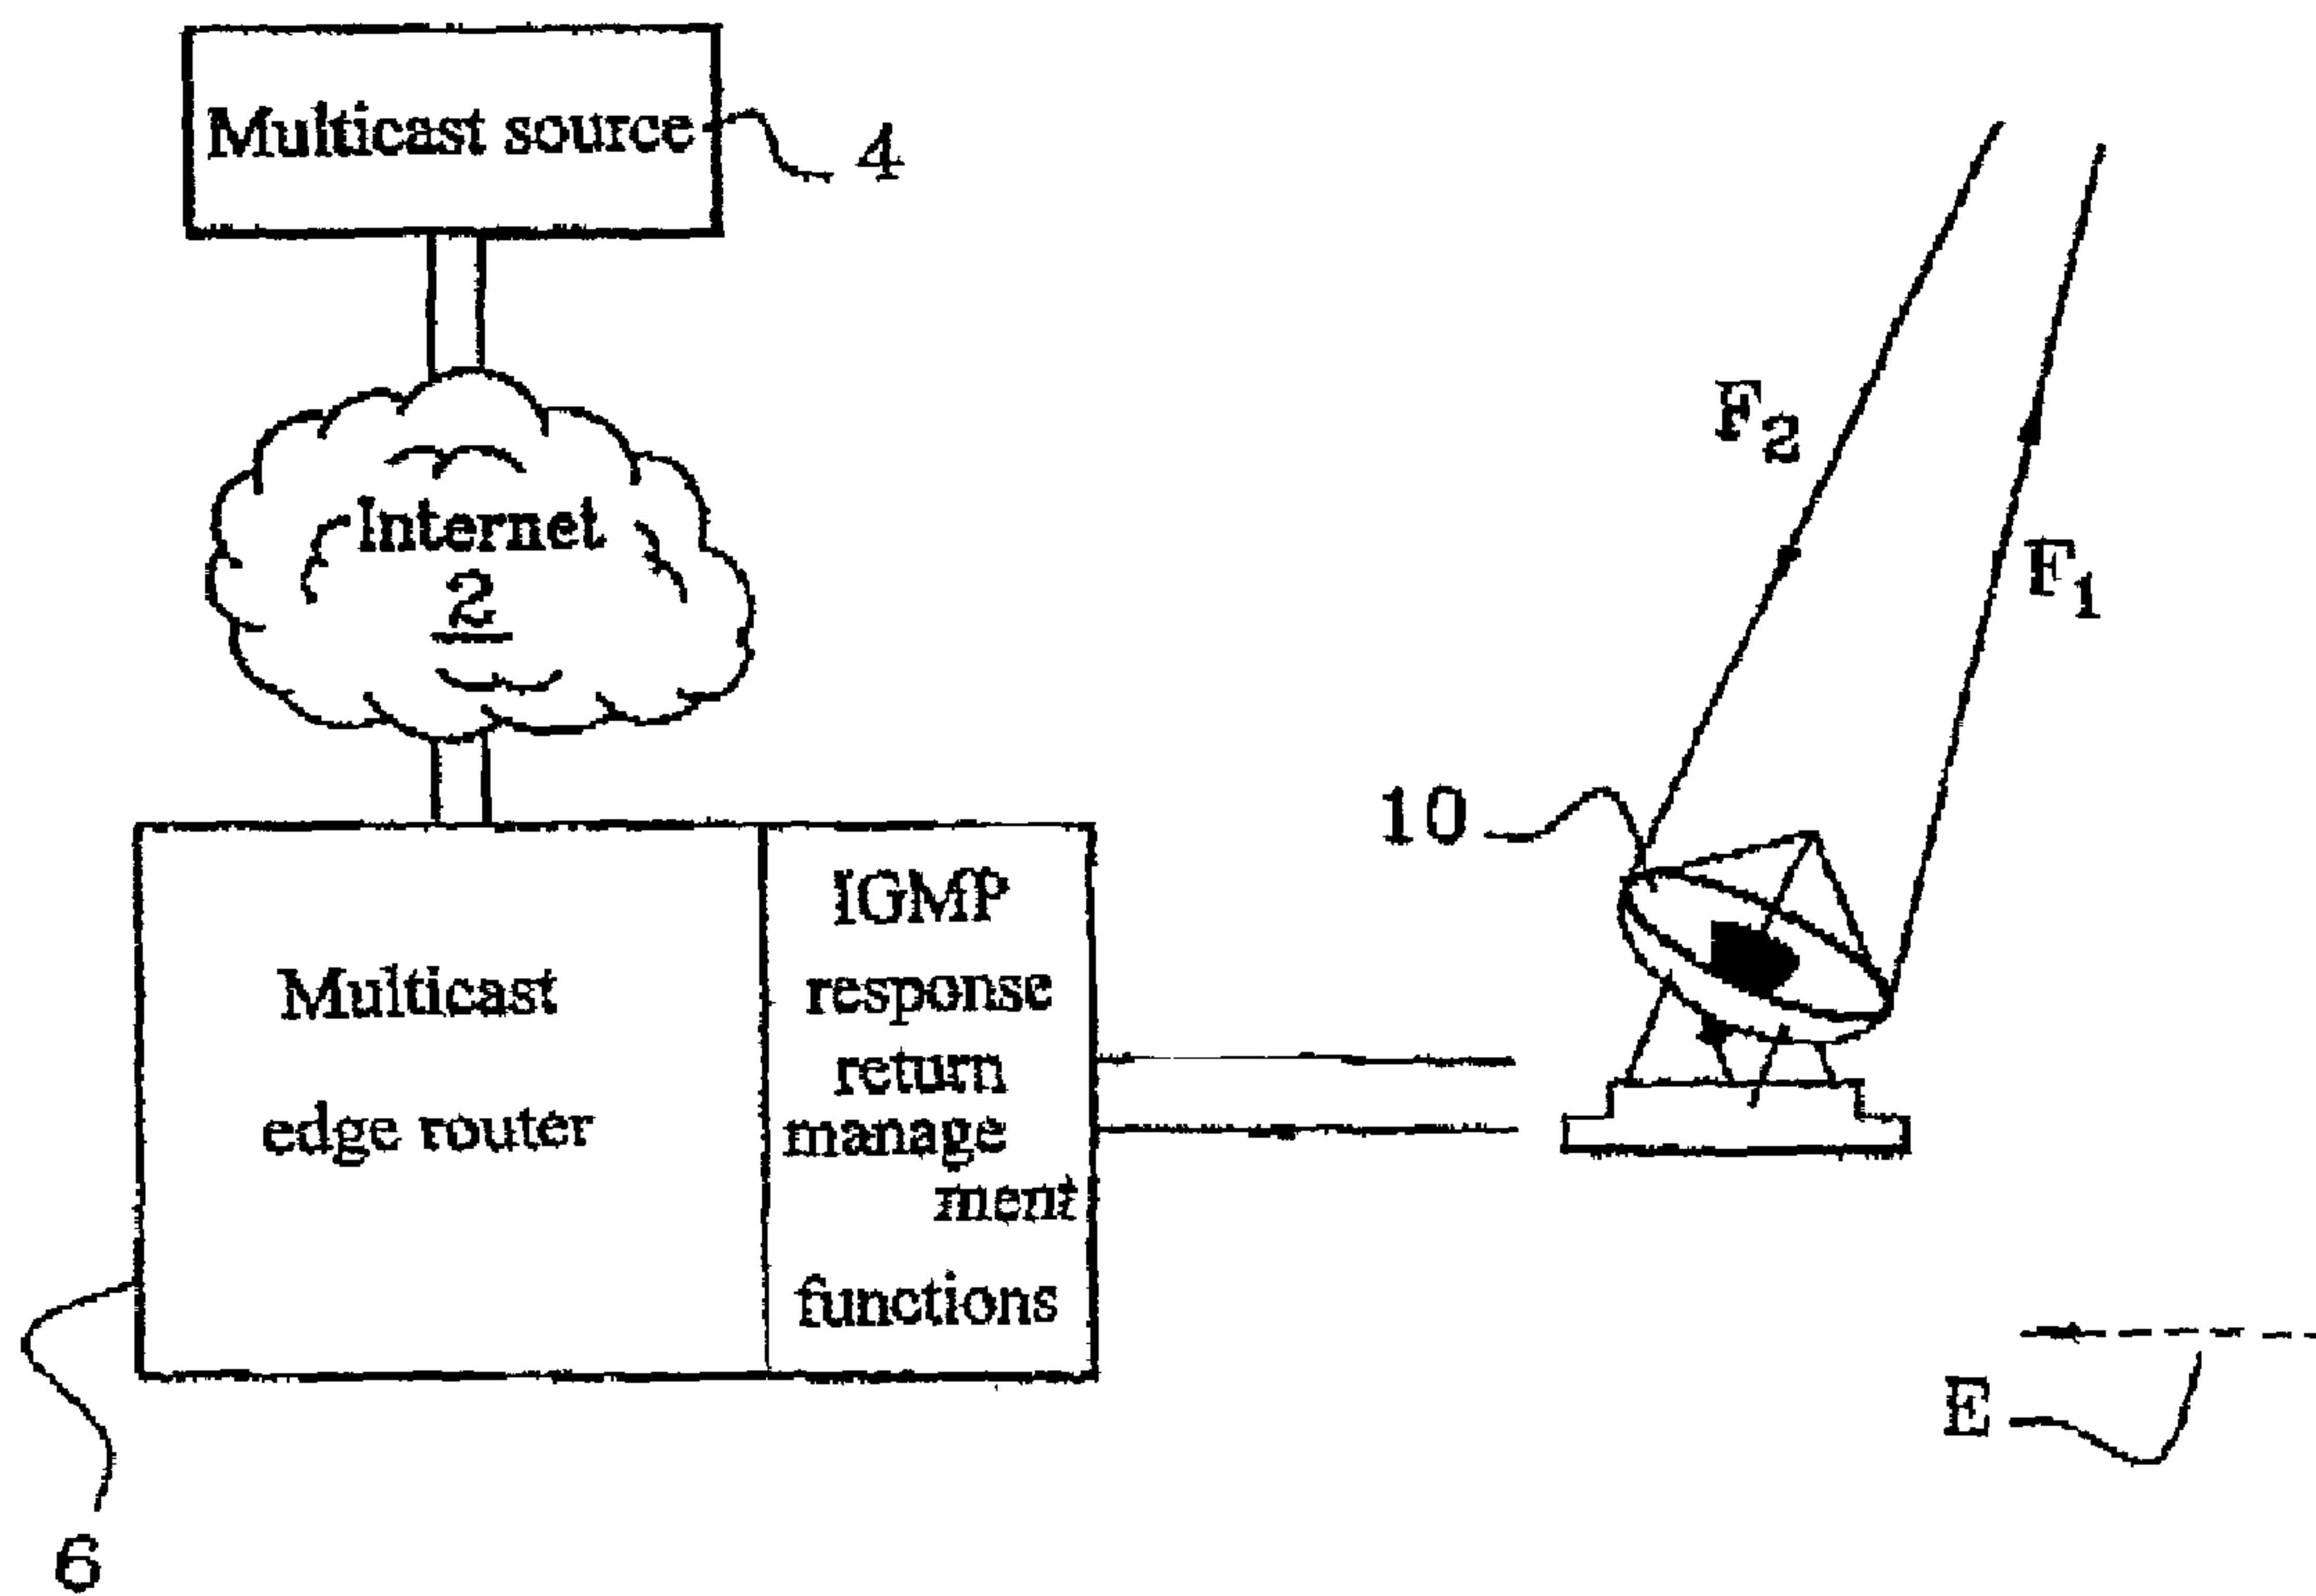 Multicast source
4
Internet
2
F2
F1
10
Multicast
edge router
IGMP
response
return
manage
ment
functions
E
6